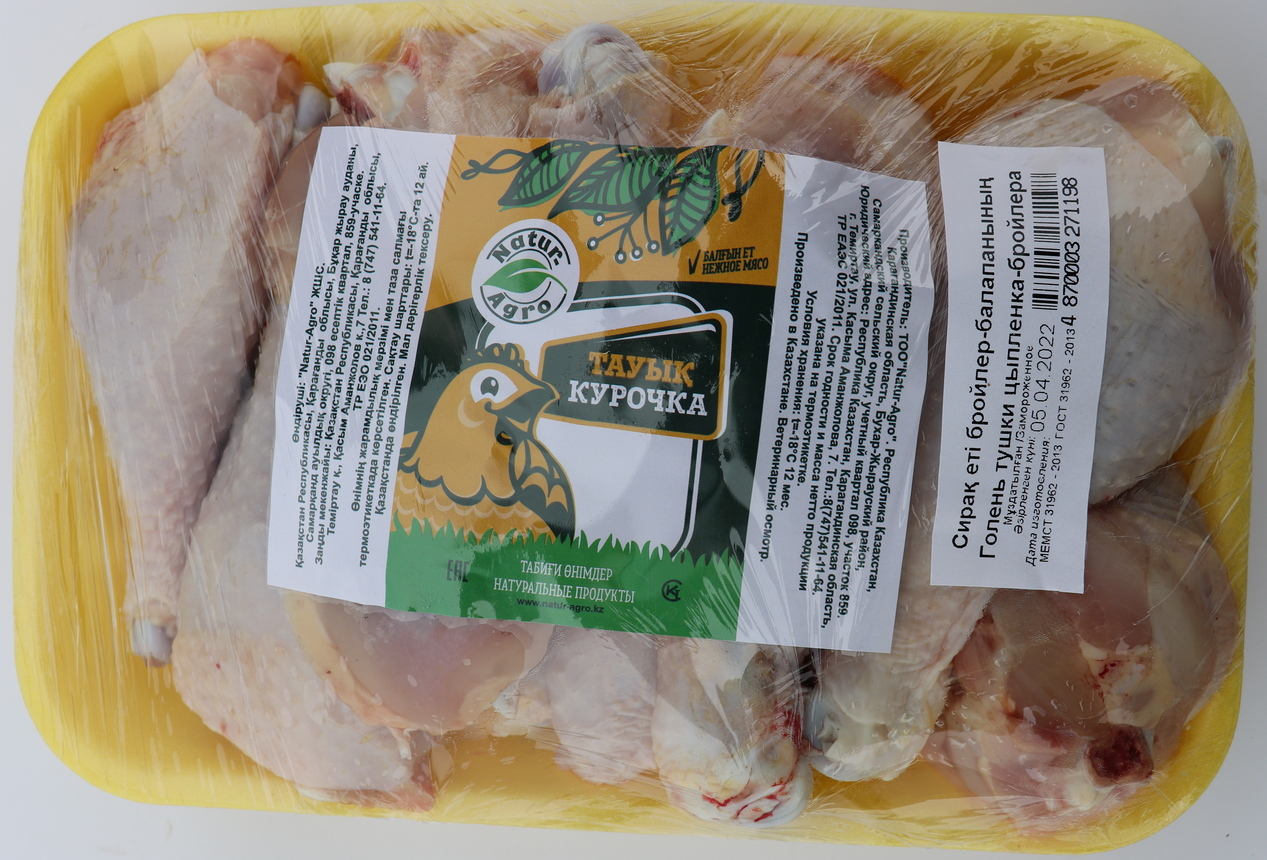 Өндіруші: "Natur-Agro" ЖШС.
Қазақстан Республикасы, Қарағанды облысы, Бұқар жырау ауданы,
Самарқанд ауылдық округі, 098 есептік квартал, 859-учаске.
Заңды мекенжайы: Қазақстан Республикасы, Қарағанды облысы,
Теміртау қ., Қасым Аманжолов к.,7 Тел.: 8 (747) 541-11-64.
ТР ЕЭО 021/2011.
Өнімнің жарамдылық мерзімі мен таза салмағы
термоэтикеткада көрсетілген. Сақтау шарттары: t=-18°С-та 12 ай.
Қазақстанда өндірілген. Мал дәрігерлік тексеру.
Natur-
Agro
БАЛҒЫН ЕТ
НЕЖНОЕ МЯСО
ТАУЫҚ
КУРОЧКА
EAC
ТАБИҒИ ӨНІМДЕР
НАТУРАЛЬНЫЕ ПРОДУКТЫ
www.natur-agro.kz
Производитель: ТОО"Natur-Agro". Республика Казахстан,
Карагандинская область, Бухар-Жырауский район,
Самаркандский сельский округ, учетный квартал 098, участок 859.
Юридический адрес: Республика Казахстан, Карагандинская область,
г. Темиртау, ул. Касыма Аманжолова, 7. Тел.:8(747)541-11-64.
ТР ЕАЭС 021/2011. Срок годности и масса нетто продукции
указана на термоэтикетке.
Условия хранения: t=-18°С 12 мес.
Произведено в Казахстане. Ветеринарный осмотр.
Сирақ еті бройлер-балапанының
Голень тушки цыпленка-бройлера
Мұздатылған /Замороженное
Әзірленген күні:
Дата изготосления: 05.04.2022
МЕМСТ 31962 - 2013 ГОСТ 31962 - 2013
4 870003 271198